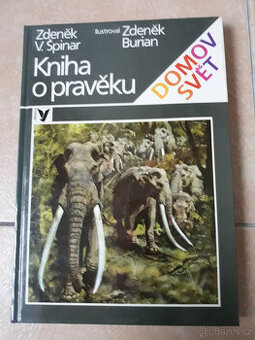 Zdeněk
V. Špinar
Ilustroval Zdeněk
Burian
Kniha
o pravěku
DOMOV
SVĚT
y